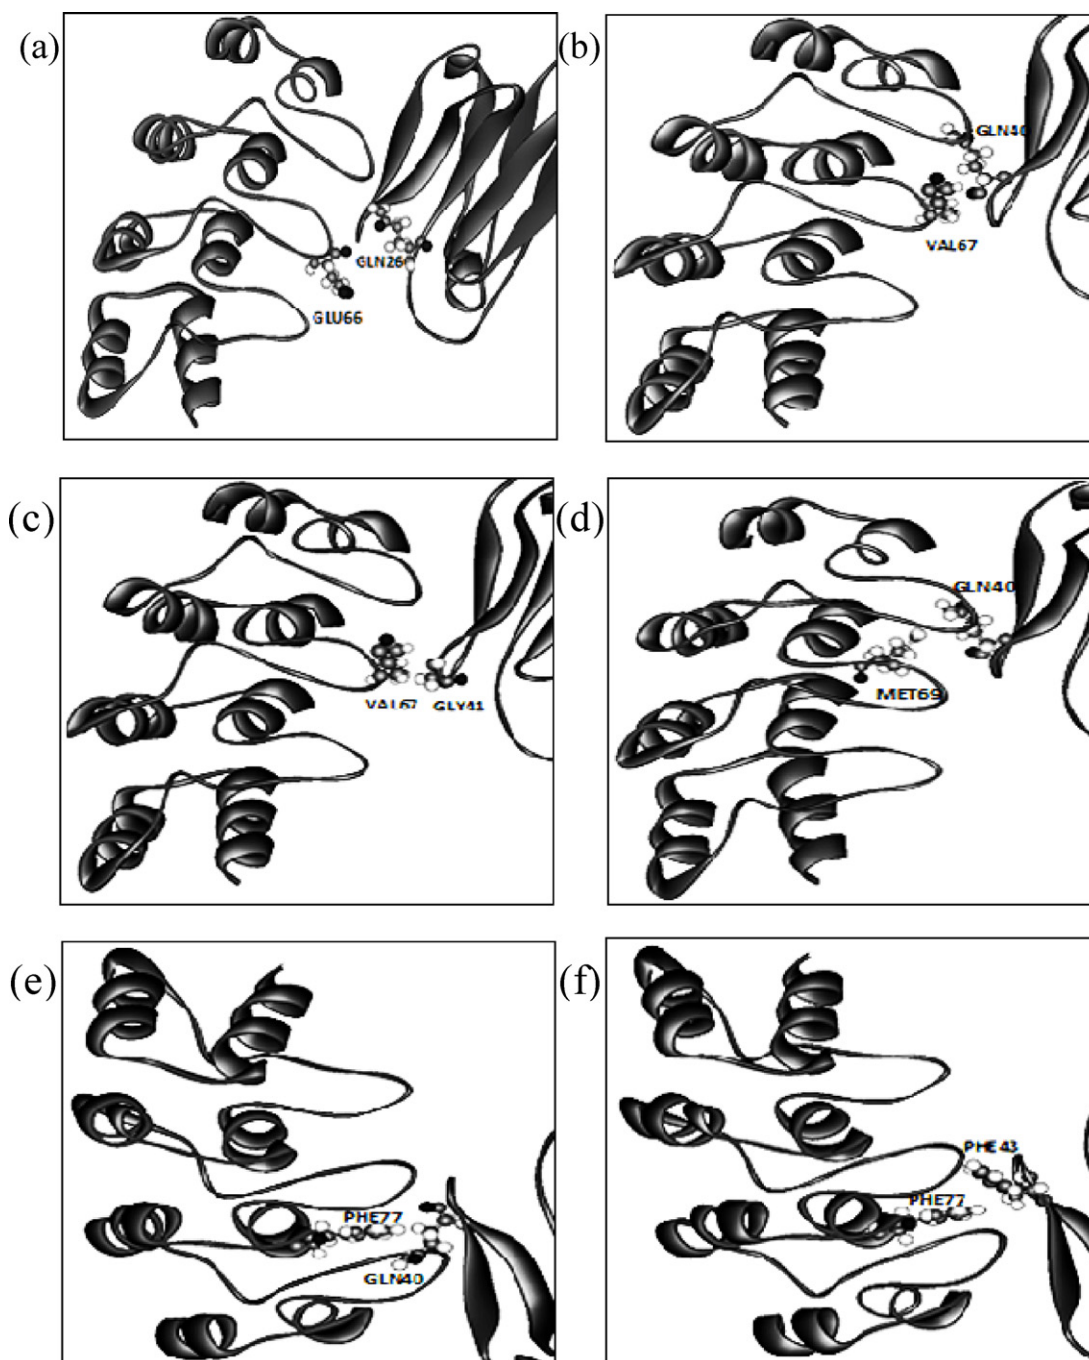 (a)
GLN26
GLU66
(b)
GLN40
VAL67
(c)
VAL67 GLY41
(d)
GLN40
MET69
(e)
PHE77
GLN40
(f)
PHE43
PHE77